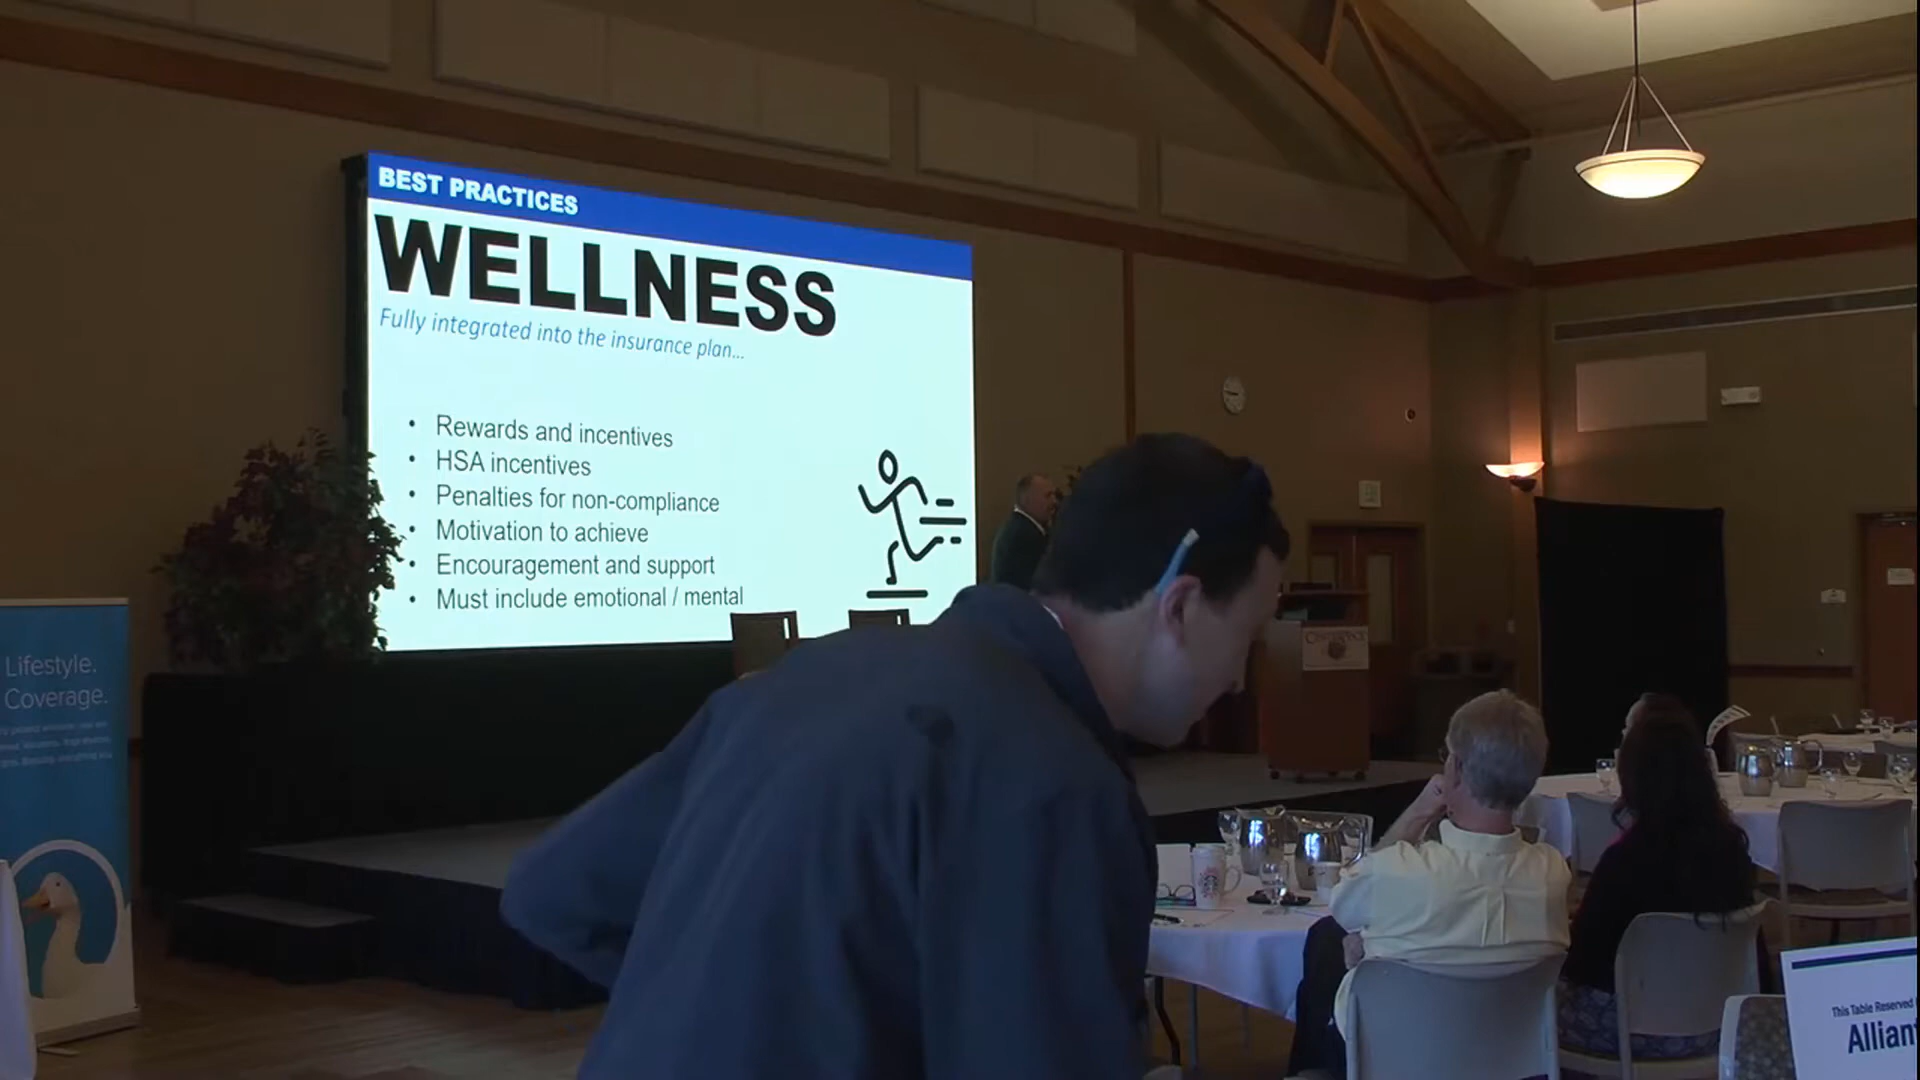 BEST PRACTICES
WELLNESS
Fully integrated into the insurance plan...
• Rewards and incentives
• HSA incentives
• Penalties for non-compliance
• Motivation to achieve
• Encouragement and support
• Must include emotional / mental
Lifestyle.
Coverage.
This Table Reserved
Allian